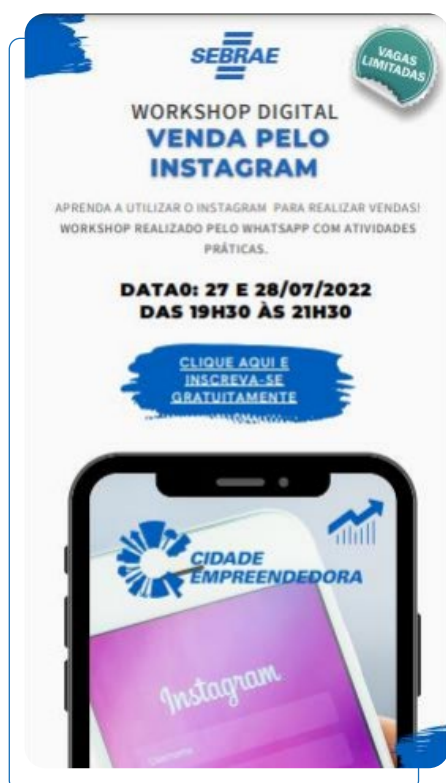 SEBRAE
VAGAS
LIMITADAS
WORKSHOP DIGITAL
VENDA PELO
INSTAGRAM
APRENDA A UTILIZAR O INSTAGRAM PARA REALIZAR VENDAS!
WORKSHOP REALIZADO PELO WHATSAPP COM ATIVIDADES
PRÁTICAS.
DATA0: 27 E 28/07/2022
DAS 19H30 ÀS 21H30
CLIQUE AQUI E
INSCREVA-SE
GRATUITAMENTE
CIDADE
EMPREENDEDORA
Instagram
Username